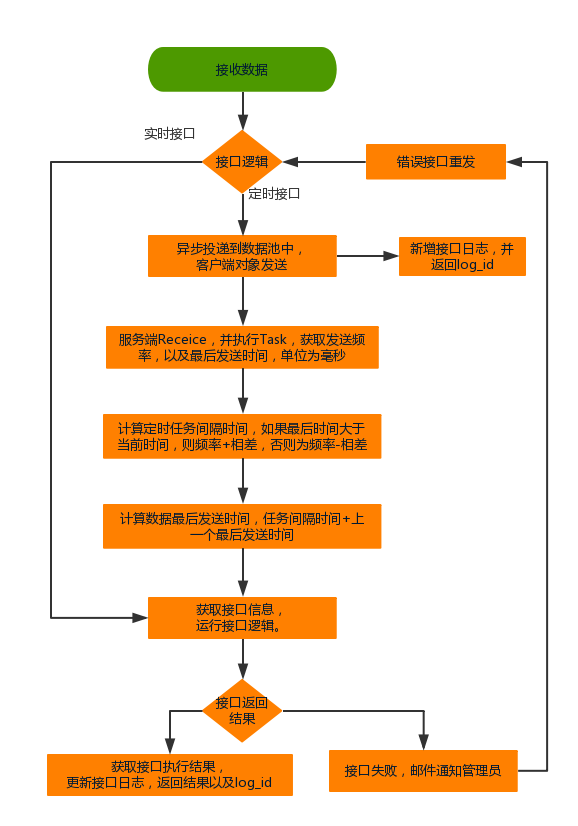 接收数据
实时接口
接口逻辑
错误接口重发
定时接口
异步投递到数据池中，
客户端对象发送
新增接口日志，并
返回log_id
服务端Receice，并执行Task，获取发送频
率，以及最后发送时间，单位为毫秒
计算定时任务间隔时间，如果最后时间大于
当前时间，则频率+相差，否则为频率-相差
计算数据最后发送时间，任务间隔时间+上
一个最后发送时间
获取接口信息，
运行接口逻辑。
接口返回
结果
获取接口执行结果，
更新接口日志，返回结果以及log_id
接口失败，邮件通知管理员